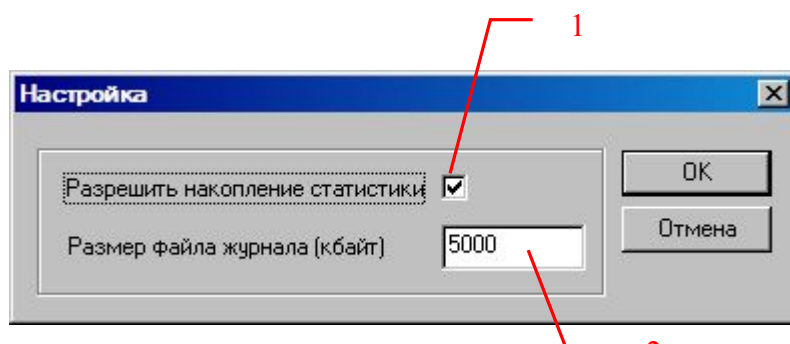 1
Настройка
Разрешить накопление статистики
OK
Размер файла журнала (кбайт)
5000
Отмена